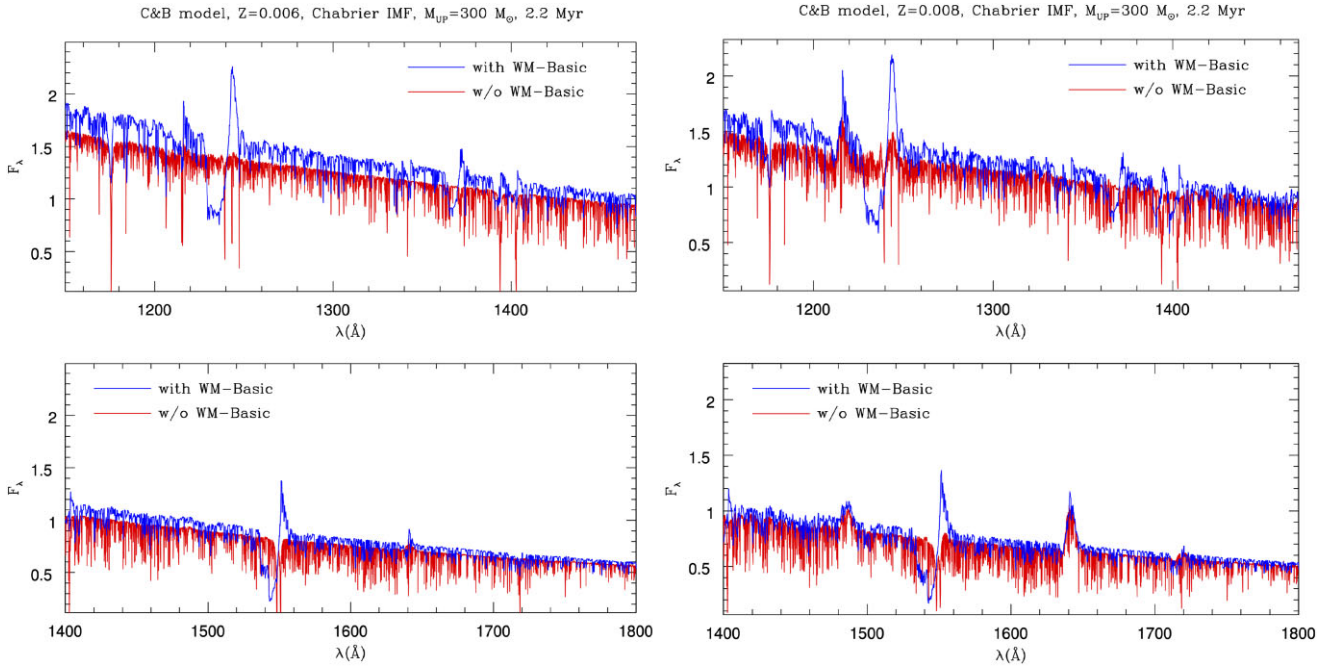 C&B model, Z=0.006, Chabrier IMF, M_UP=300 M_⊙, 2.2 Myr
with WM-Basic
w/o WM-Basic
2
1.5
1
0.5
F_λ
1200
1300
1400
λ(Å)
with WM-Basic
w/o WM-Basic
2
1.5
1
0.5
F_λ
1400
1500
1600
1700
1800
λ(Å)
C&B model, Z=0.008, Chabrier IMF, M_UP=300 M_⊙, 2.2 Myr
with WM-Basic
w/o WM-Basic
2
1.5
1
0.5
F_λ
1200
1300
1400
λ(Å)
with WM-Basic
w/o WM-Basic
2
1.5
1
0.5
F_λ
1400
1500
1600
1700
1800
λ(Å)